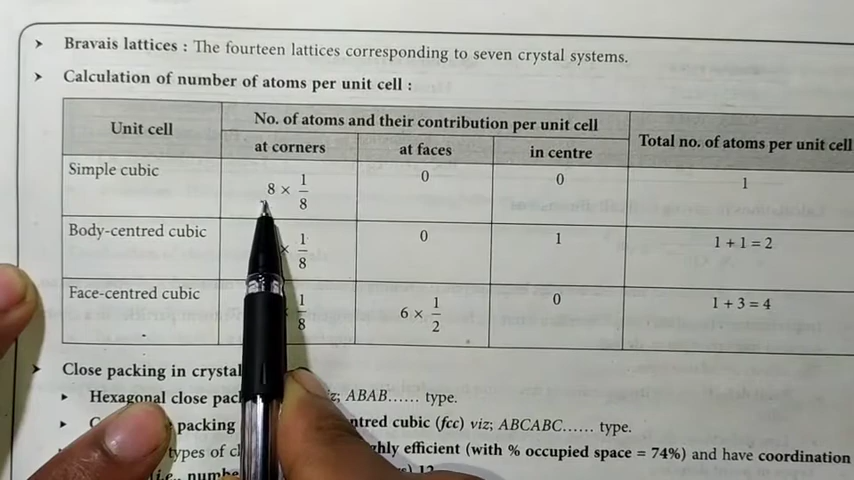 ➤ Bravais lattices : The fourteen lattices corresponding to seven crystal systems.
➤ Calculation of number of atoms per unit cell :
Unit cell | No. of atoms and their contribution per unit cell | Total no. of atoms per unit cell
at corners | at faces | in centre
Simple cubic | 8 × 1/8 | 0 | 0 | 1
Body-centred cubic | × 1/8 | 0 | 1 | 1 + 1 = 2
Face-centred cubic | 1/8 | 6 × 1/2 | 0 | 1 + 3 = 4
➤ Close packing in crystal
▸ Hexagonal close pac z; ABAB...... type.
▸ C packing ntred cubic (fcc) viz; ABCABC...... type.
types of cl ghly efficient (with % occupied space = 74%) and have coordination
i.e., numbe 12